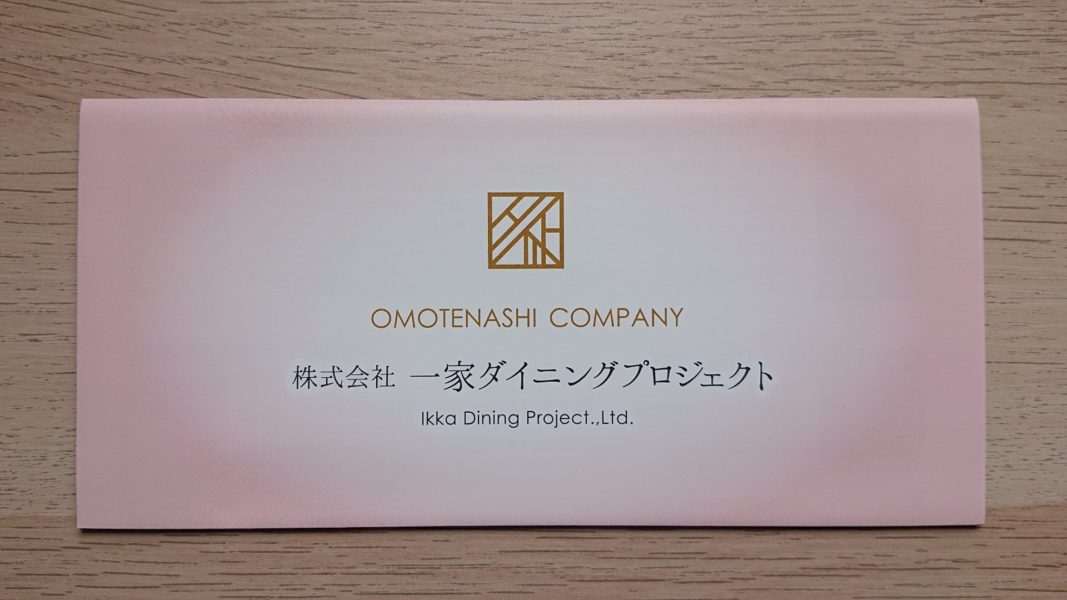 OMOTENASHI COMPANY
株式会社 一家ダイニングプロジェクト
Ikka Dining Project.,Ltd.